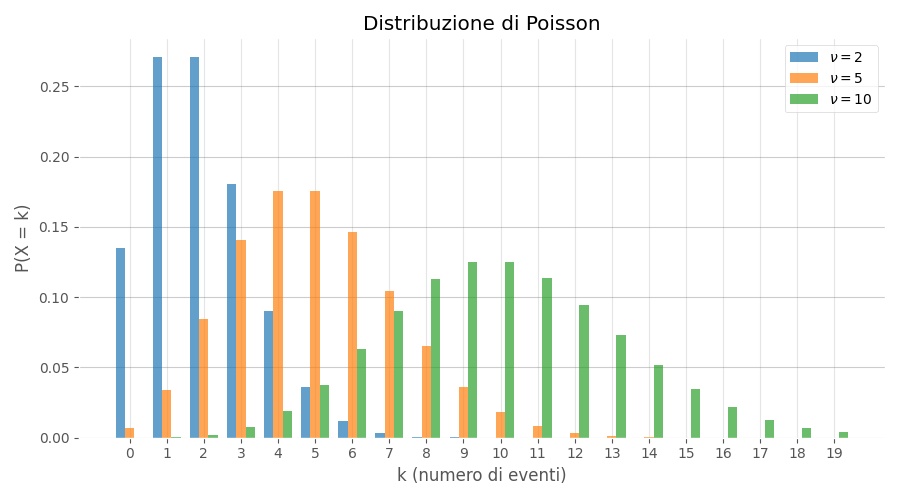 Distribuzione di Poisson
ν = 2
ν = 5
ν = 10
P(X = k)
0.25
0.20
0.15
0.10
0.05
0.00
0 1 2 3 4 5 6 7 8 9 10 11 12 13 14 15 16 17 18 19
k (numero di eventi)